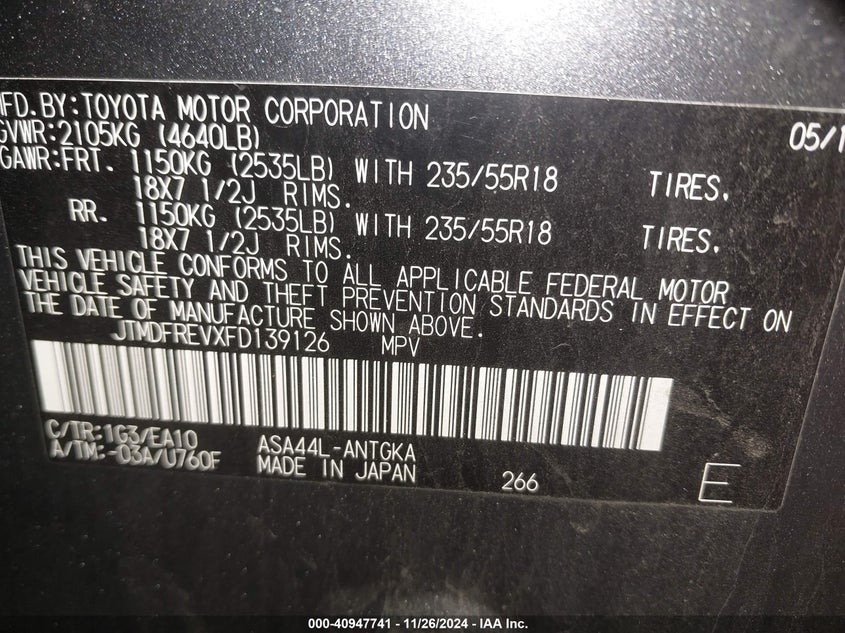 MFD.BY:TOYOTA MOTOR CORPORATION 05/1
GVWR:2105KG (4640LB)
GAWR:FRT. 1150KG (2535LB) WITH 235/55R18 TIRES.
18X7 1/2J RIMS.
RR. 1150KG (2535LB) WITH 235/55R18 TIRES.
18X7 1/2J RIMS.
THIS VEHICLE CONFORMS TO ALL APPLICABLE FEDERAL MOTOR
VEHICLE SAFETY AND THEFT PREVENTION STANDARDS IN EFFECT ON
THE DATE OF MANUFACTURE SHOWN ABOVE.
JTMDFREVXFD139126 MPV
C/TR:1G3/EA10 ASA44L-ANTGKA
A/TM:-03A/U760F MADE IN JAPAN 266 E
000-40947741 - 11/26/2024 - IAA Inc.